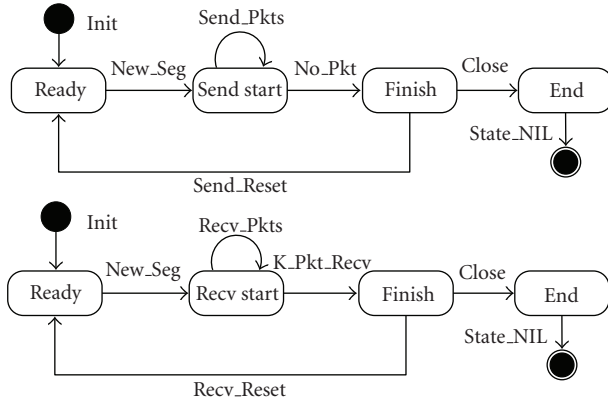 Init
Send_Pkts
New_Seg
No_Pkt
Close
Ready
Send start
Finish
End
State_NIL
Send_Reset
Init
Recv_Pkts
New_Seg
K_Pkt_Recv
Close
Ready
Recv start
Finish
End
State_NIL
Recv_Reset